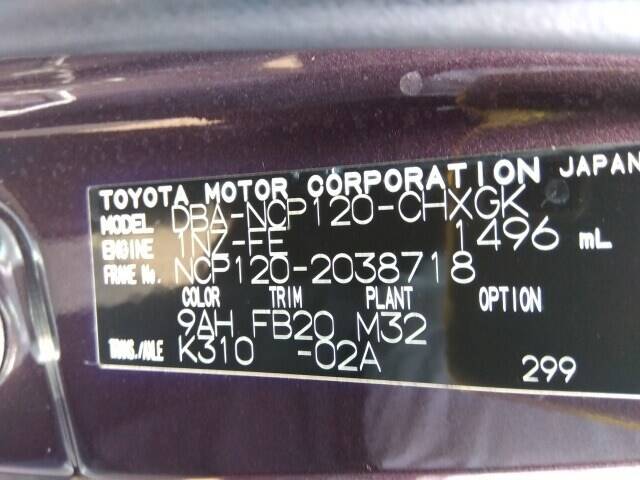 TOYOTA MOTOR CORPORATION JAPAN
MODEL DBA-NCP120-CHXGK
ENGINE 1NZ-FE 1496 mL
FRAME No. NCP120-2038718
COLOR TRIM PLANT OPTION
9AH FB20 M32
TRANS./AXLE K310 -02A
299